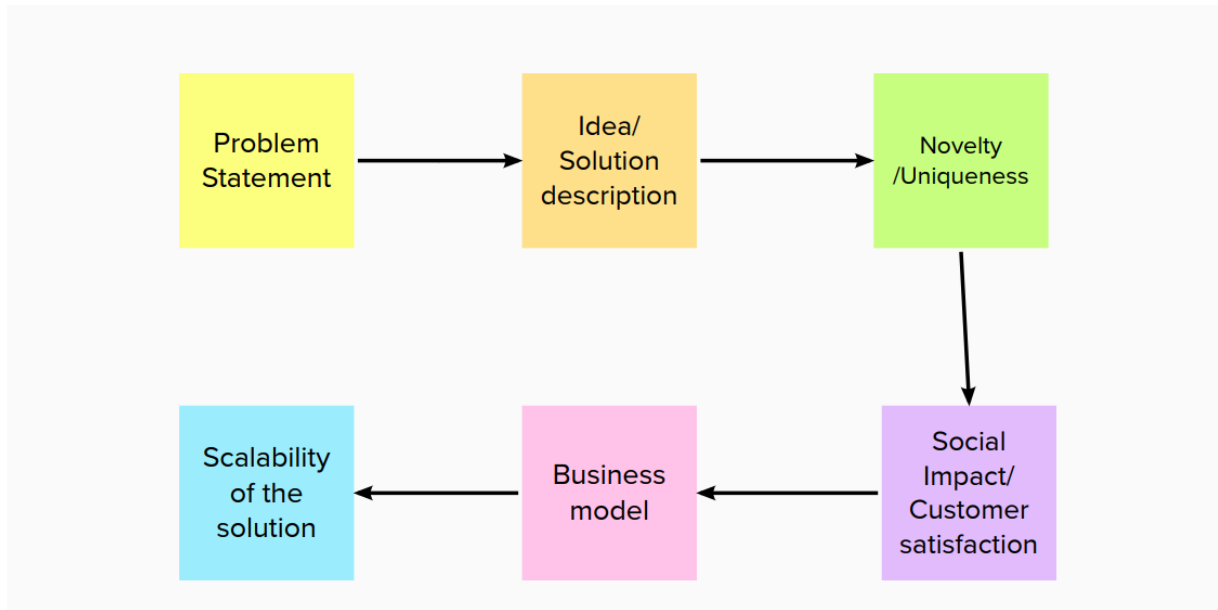 Problem
Statement
Idea/
Solution
description
Novelty
/Uniqueness
Social
Impact/
Customer
satisfaction
Business
model
Scalability
of the
solution